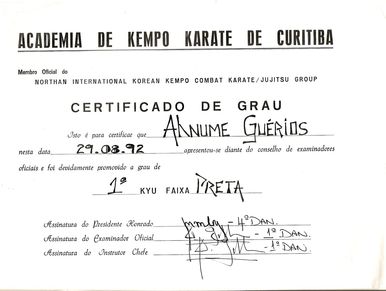 ACADEMIA DE KEMPO KARATE DE CURITIBA
Membro Oficial do
NORTHAN INTERNATIONAL KOREAN KEMPO COMBAT KARATE/JUJITSU GROUP
CERTIFICADO DE GRAU
Isto é para certificar que AlNUME GUÉRIOS
nesta data 29.08.92 apresentou-se diante do conselho de examinadores
oficiais e foi devidamente promovido a grau de
1º KYU FAIXA PRETA
Assinatura do Presidente Honrado - 4º DAN.
Assinatura do Examinador Oficial - 1º DAN.
Assinatura do Instrutor Chefe - 1º DAN